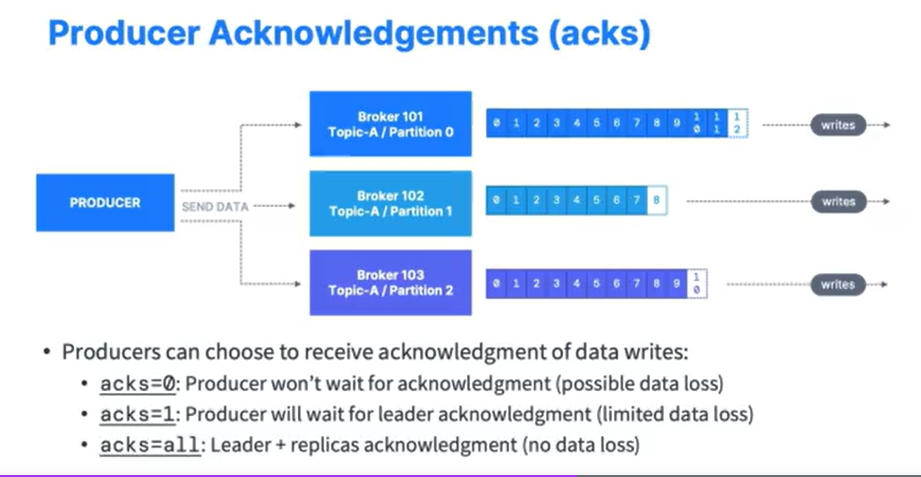 Producer Acknowledgements (acks)
Broker 101
Topic-A / Partition 0
0 1 2 3 4 5 6 7 8 9 10 11 12
writes
PRODUCER
SEND DATA
Broker 102
Topic-A / Partition 1
0 1 2 3 4 5 6 7 8
writes
Broker 103
Topic-A / Partition 2
0 1 2 3 4 5 6 7 8 9 10
writes
• Producers can choose to receive acknowledgment of data writes:
• acks=0: Producer won't wait for acknowledgment (possible data loss)
• acks=1: Producer will wait for leader acknowledgment (limited data loss)
• acks=all: Leader + replicas acknowledgment (no data loss)